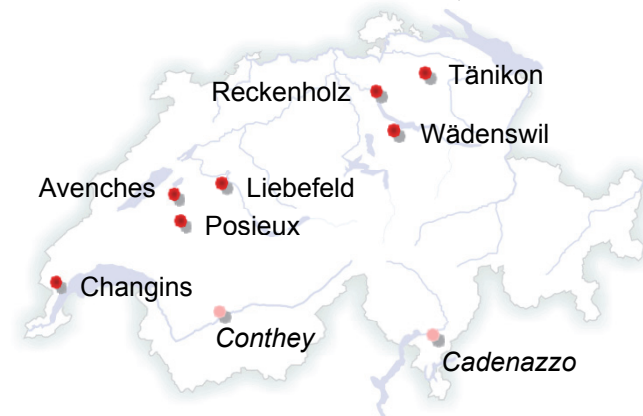 Tänikon
Reckenholz
Wädenswil
Avenches
Liebefeld
Posieux
Changins
Conthey
Cadenazzo